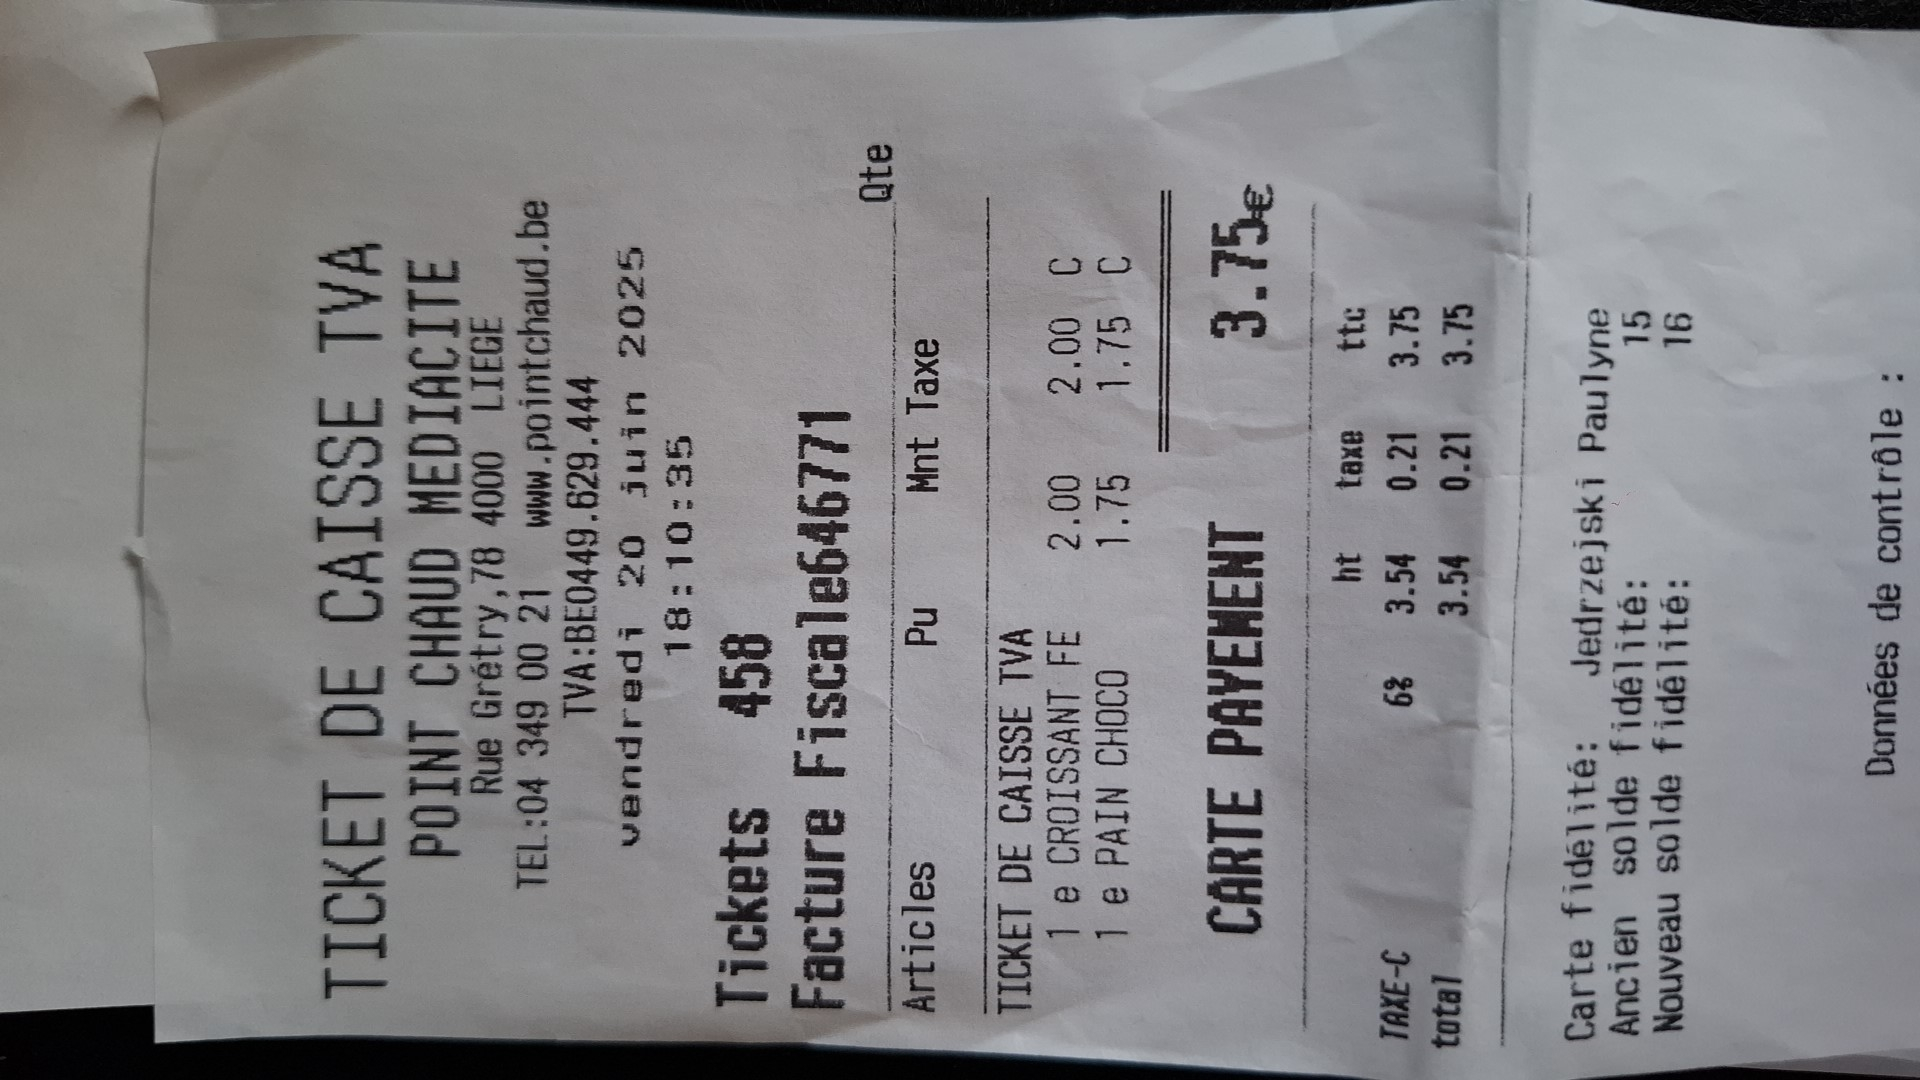 TICKET DE CAISSE TVA
POINT CHAUD MEDIACITE
Rue Grétry,78 4000 LIEGE
TEL:04 349 00 21 www.pointchaud.be
TVA:BE0449.629.444
vendredi 20 juin 2025
18:10:35
Tickets 458
Facture Fiscale646771
Qte
Articles Pu Mnt Taxe
TICKET DE CAISSE TVA
1 e CROISSANT FE 2.00 2.00 C
1 e PAIN CHOCO 1.75 1.75 C
CARTE PAYEMENT 3.75€
ht taxe ttc
TAXE-C 6% 3.54 0.21 3.75
total 3.54 0.21 3.75
Carte fidélité: Jedrzejski Paulyne
Ancien solde fidélité: 15
Nouveau solde fidélité: 16
Données de contrôle :